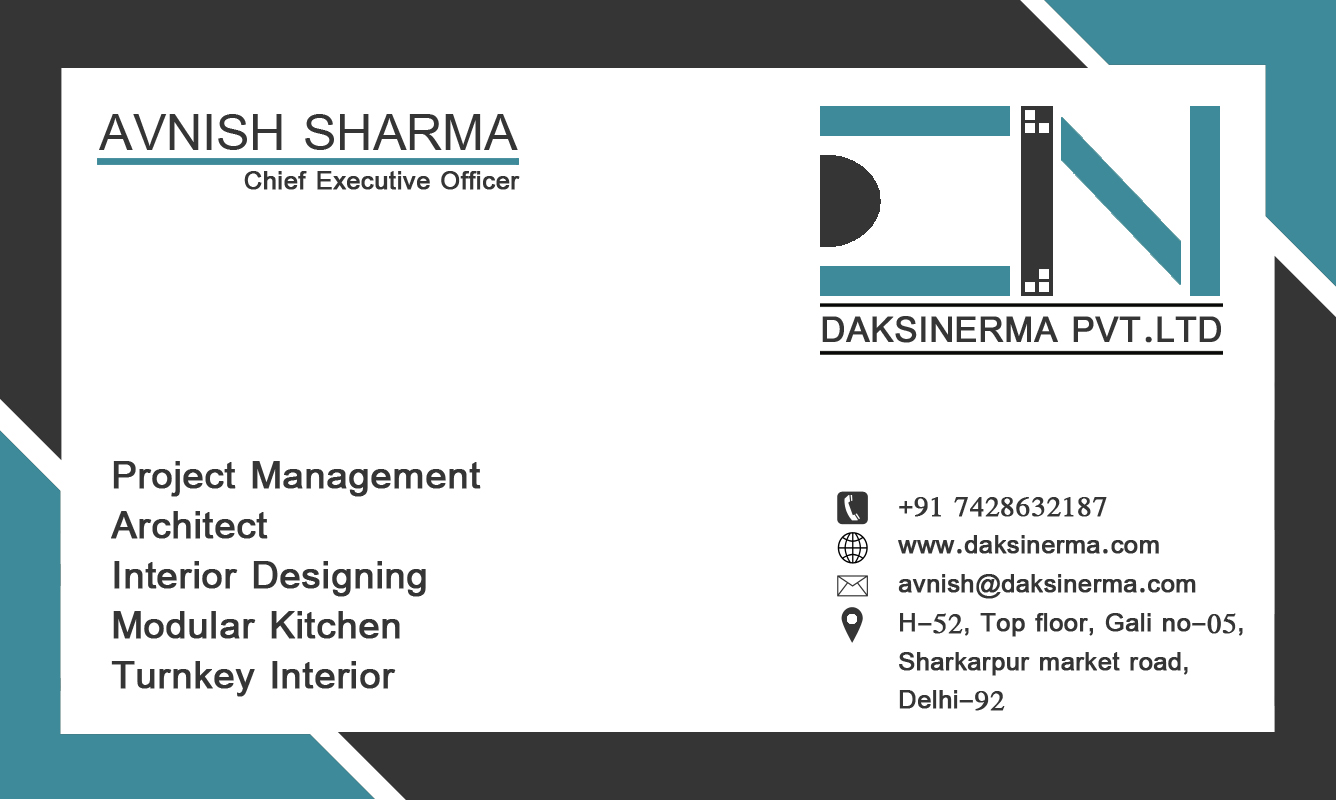 AVNISH SHARMA
Chief Executive Officer
DAKSINERMA PVT.LTD
Project Management
Architect
Interior Designing
Modular Kitchen
Turnkey Interior
+91 7428632187
www.daksinerma.com
avnish@daksinerma.com
H-52, Top floor, Gali no-05,
Sharkarpur market road,
Delhi-92